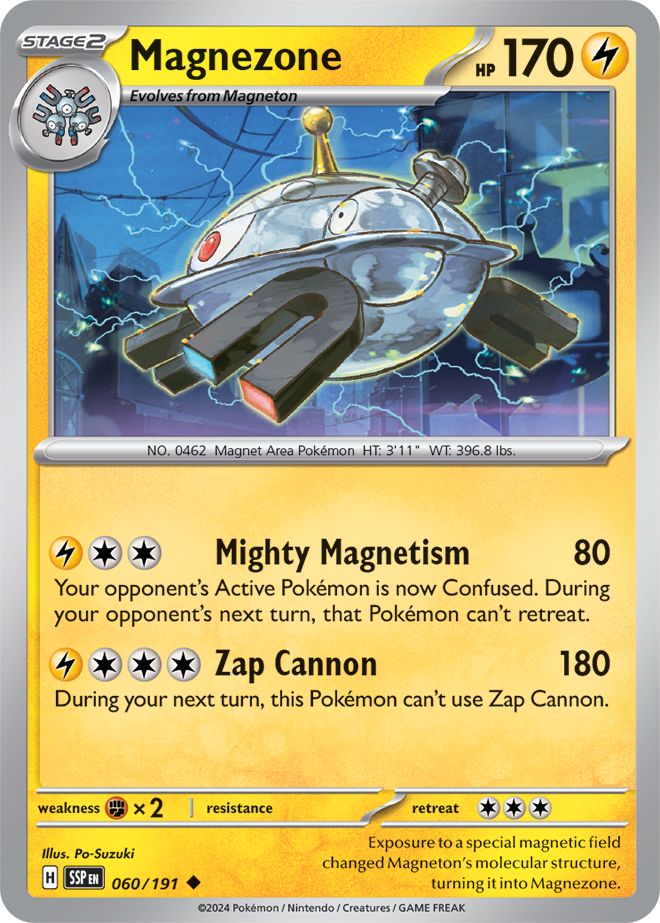 STAGE2
Magnezone
HP 170
Evolves from Magneton
NO. 0462 Magnet Area Pokémon HT: 3'11" WT: 396.8 lbs.
Mighty Magnetism 80
Your opponent's Active Pokémon is now Confused. During
your opponent's next turn, that Pokémon can't retreat.
Zap Cannon 180
During your next turn, this Pokémon can't use Zap Cannon.
weakness ×2 resistance retreat
Illus. Po-Suzuki
Exposure to a special magnetic field
changed Magneton's molecular structure,
turning it into Magnezone.
H SSP EN 060/191
©2024 Pokémon / Nintendo / Creatures / GAME FREAK